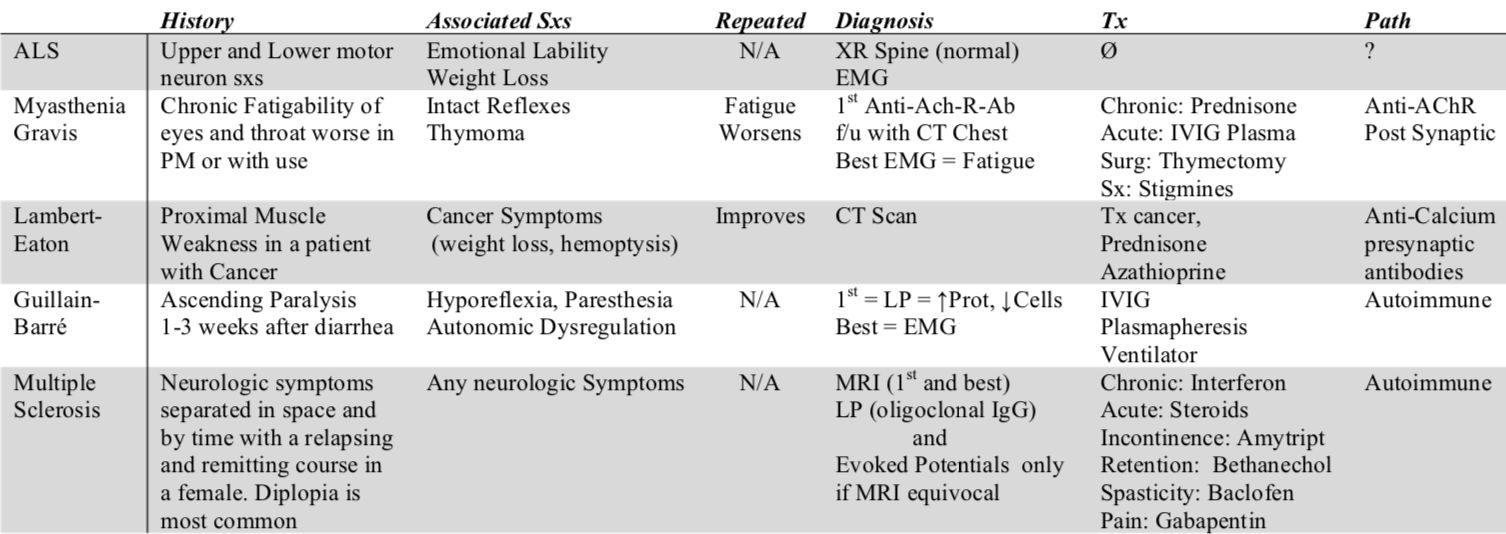 History Associated Sxs Repeated Diagnosis Tx Path
ALS Upper and Lower motor Emotional Lability N/A XR Spine (normal) Ø ?
neuron sxs Weight Loss EMG
Myasthenia Chronic Fatigability of Intact Reflexes Fatigue 1st Anti-Ach-R-Ab Chronic: Prednisone Anti-AChR
Gravis eyes and throat worse in Thymoma Worsens f/u with CT Chest Acute: IVIG Plasma Post Synaptic
PM or with use Best EMG = Fatigue Surg: Thymectomy
Sx: Stigmines
Lambert- Proximal Muscle Cancer Symptoms Improves CT Scan Tx cancer, Anti-Calcium
Eaton Weakness in a patient (weight loss, hemoptysis) Prednisone presynaptic
with Cancer Azathioprine antibodies
Guillain- Ascending Paralysis Hyporeflexia, Paresthesia N/A 1st = LP = ↑Prot, ↓Cells IVIG Autoimmune
Barré 1-3 weeks after diarrhea Autonomic Dysregulation Best = EMG Plasmapheresis
Ventilator
Multiple Neurologic symptoms Any neurologic Symptoms N/A MRI (1st and best) Chronic: Interferon Autoimmune
Sclerosis separated in space and LP (oligoclonal IgG) Acute: Steroids
by time with a relapsing and Incontinence: Amytript
and remitting course in Evoked Potentials only Retention: Bethanechol
a female. Diplopia is if MRI equivocal Spasticity: Baclofen
most common Pain: Gabapentin